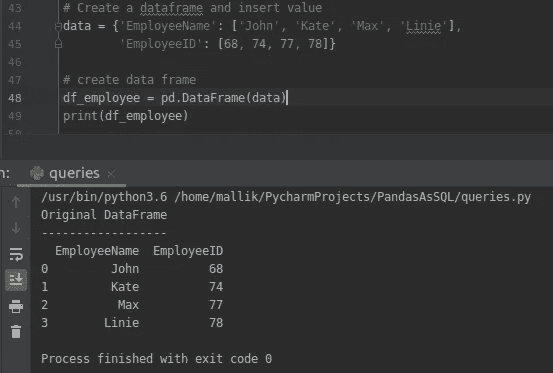 43 # Create a dataframe and insert value
44 data = {'EmployeeName': ['John', 'Kate', 'Max', 'Linie'],
45 'EmployeeID': [68, 74, 77, 78]}
46
47 # create data frame
48 df_employee = pd.DataFrame(data)
49 print(df_employee)
50
n: queries ×
/usr/bin/python3.6 /home/mallik/PycharmProjects/PandasAsSQL/queries.py
Original DataFrame
------------------
EmployeeName EmployeeID
0 John 68
1 Kate 74
2 Max 77
3 Linie 78
Process finished with exit code 0